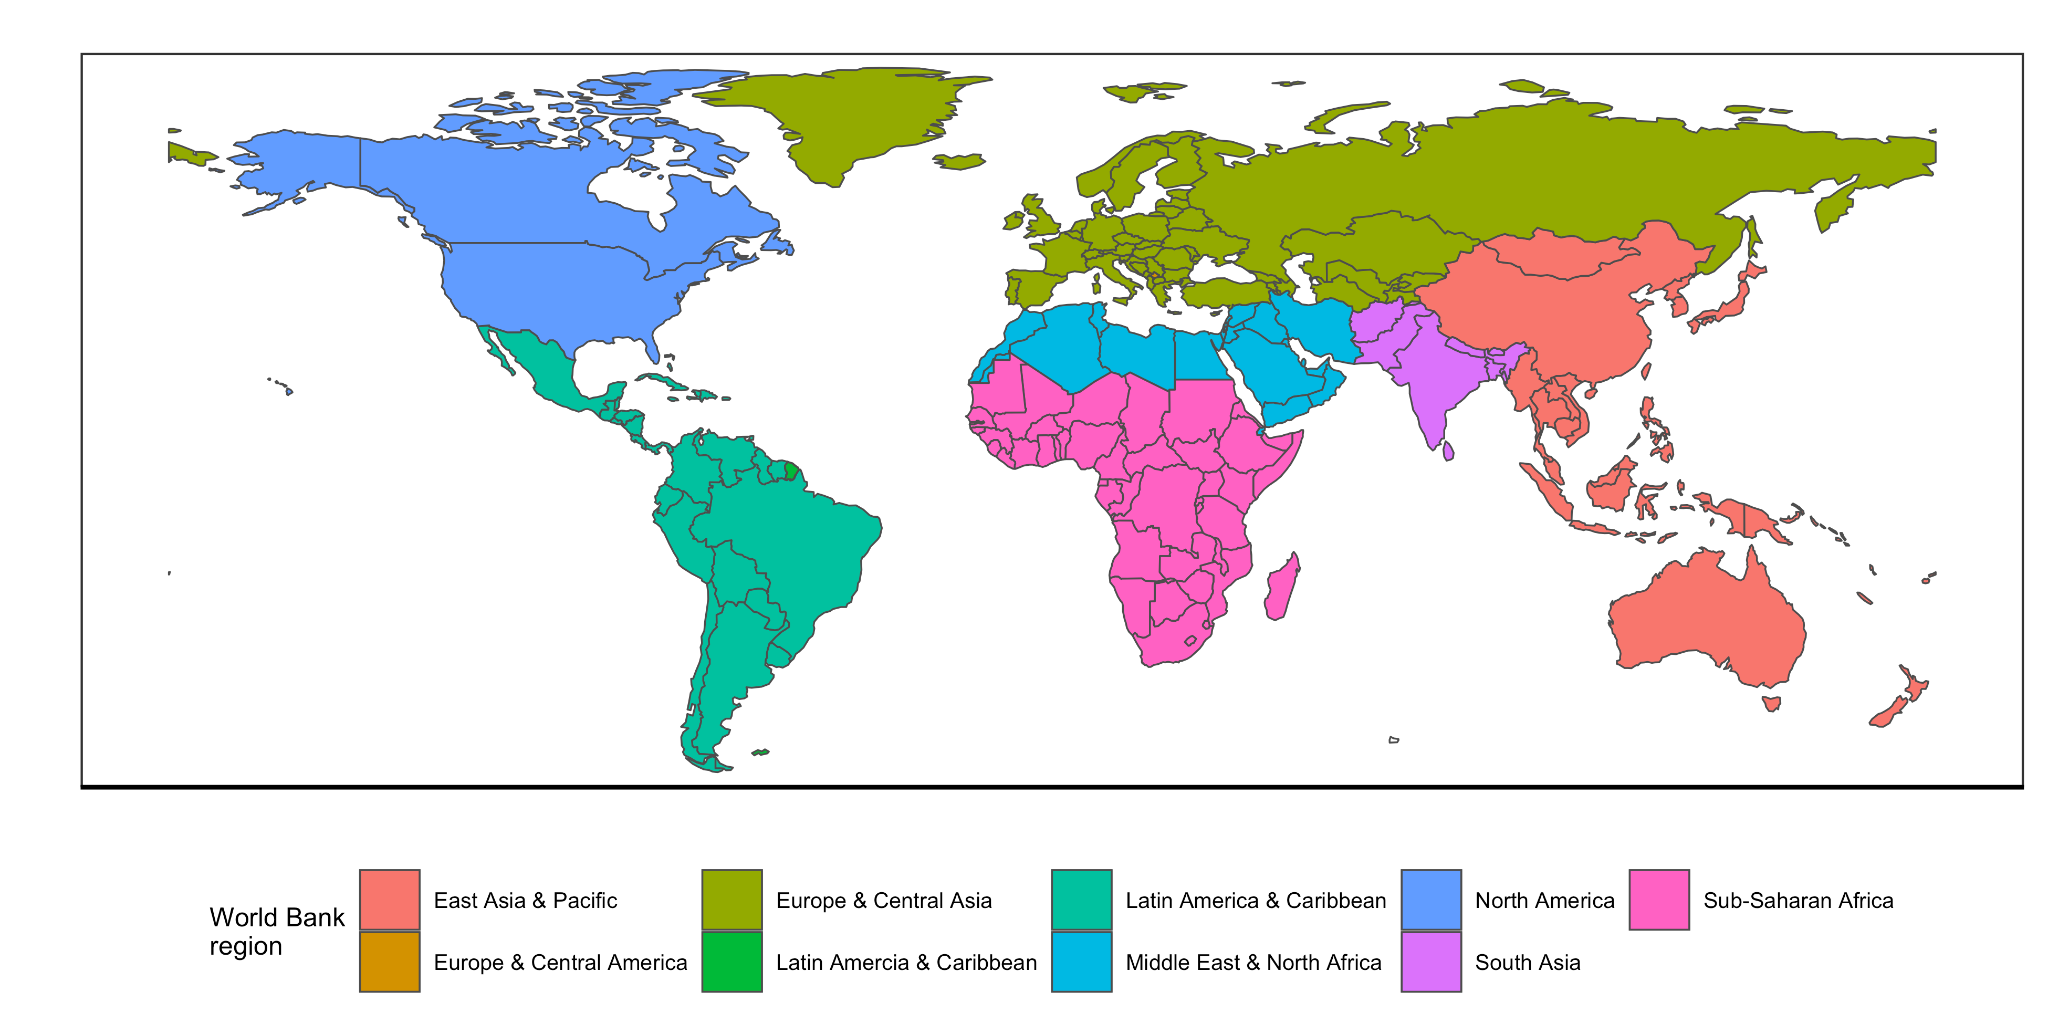 World Bank
region
East Asia & Pacific
Europe & Central America
Europe & Central Asia
Latin Amercia & Caribbean
Latin America & Caribbean
Middle East & North Africa
North America
South Asia
Sub-Saharan Africa